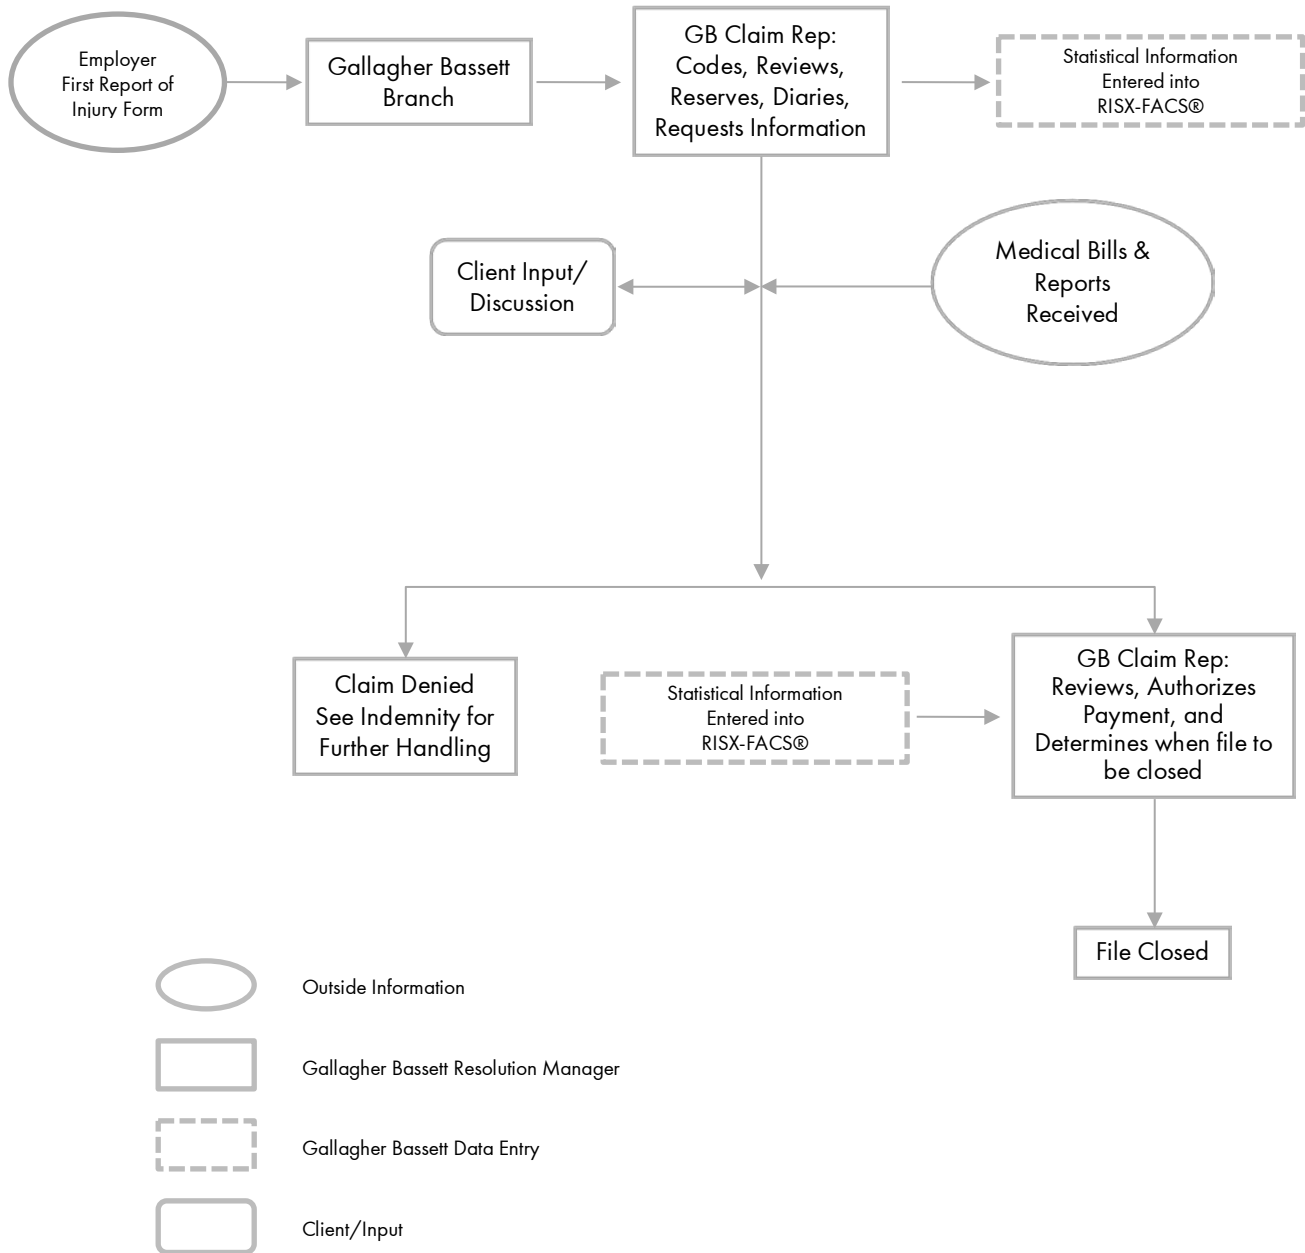 Employer
First Report of
Injury Form
Gallagher Bassett
Branch
GB Claim Rep:
Codes, Reviews,
Reserves, Diaries,
Requests Information
Statistical Information
Entered into
RISX-FACS®
Client Input/
Discussion
Medical Bills &
Reports
Received
Claim Denied
See Indemnity for
Further Handling
Statistical Information
Entered into
RISX-FACS®
GB Claim Rep:
Reviews, Authorizes
Payment, and
Determines when file to
be closed
File Closed
Outside Information
Gallagher Bassett Resolution Manager
Gallagher Bassett Data Entry
Client/Input